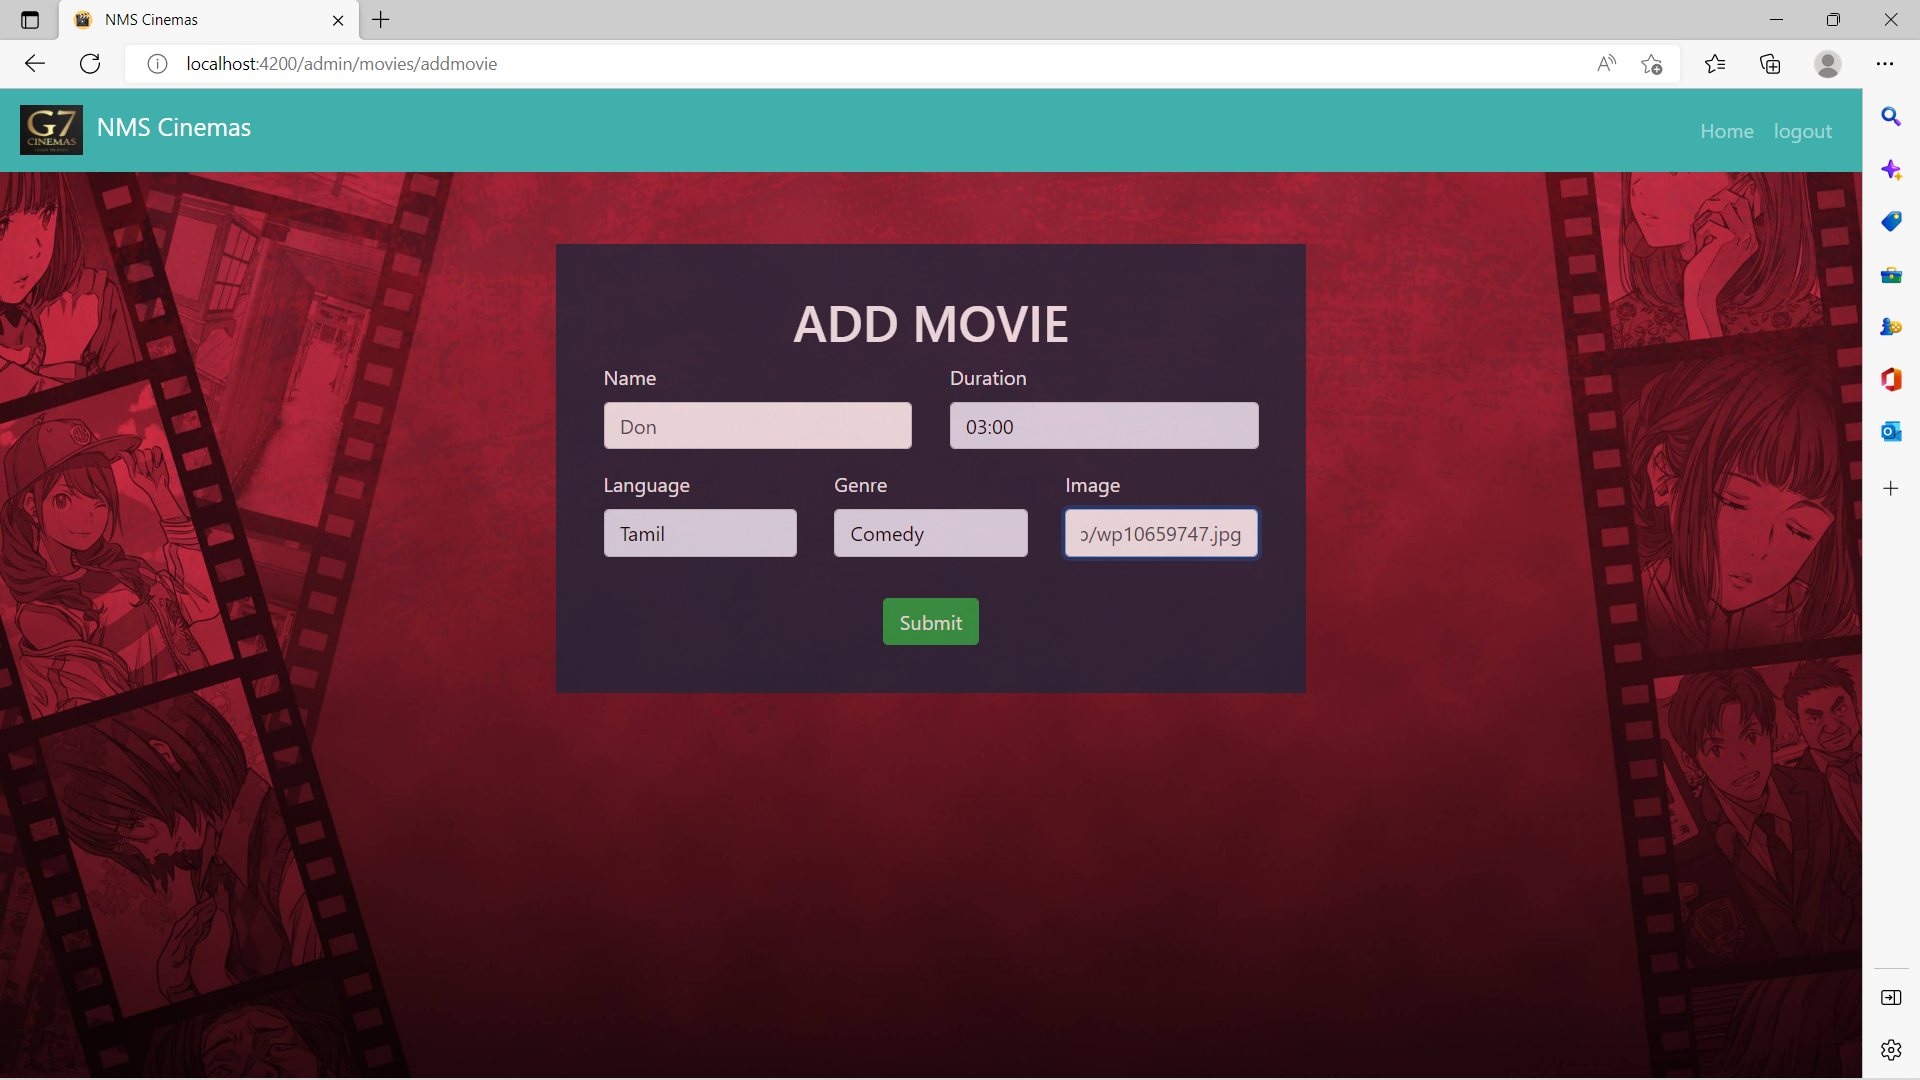 NMS Cinemas
localhost:4200/admin/movies/addmovie
G7
CINEMAS
NMS Cinemas
Home logout
ADD MOVIE
Name Duration
Don 03:00
Language Genre Image
Tamil Comedy /wp10659747.jpg
Submit